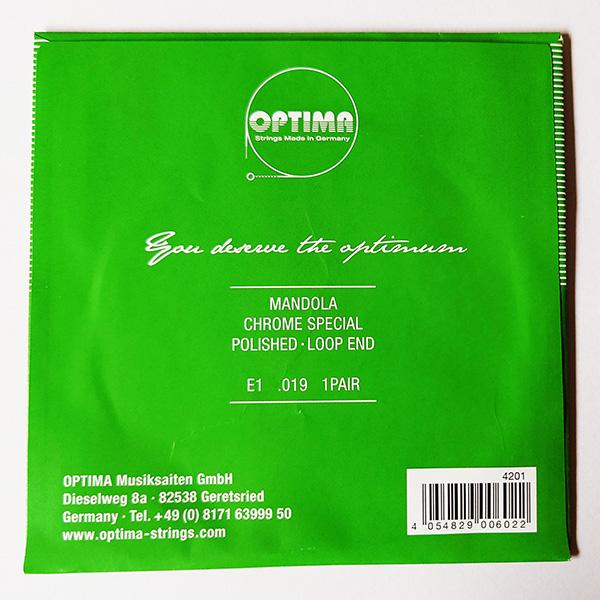 OPTIMA
Strings Made in Germany
You deserve the optimum
MANDOLA
CHROME SPECIAL
POLISHED · LOOP END
E1 .019 1PAIR
OPTIMA Musiksaiten GmbH
Dieselweg 8a · 82538 Geretsried
Germany · Tel. +49 (0) 8171 63999 50
www.optima-strings.com
4201
4 054829 006022